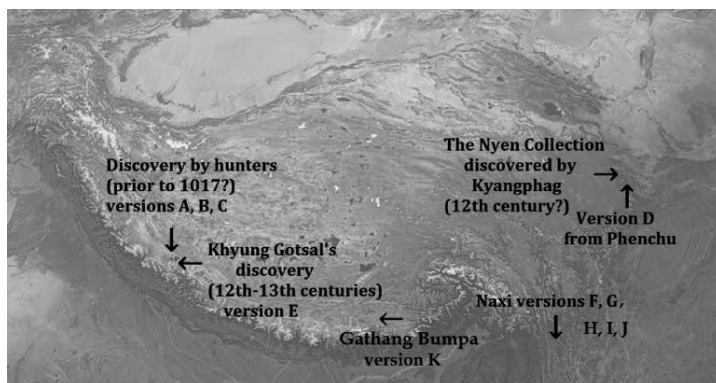 Discovery by hunters
(prior to 1017?)
versions A, B, C
Khyung Gotsal's
discovery
(12th-13th centuries)
version E
Gathang Bumpa
version K
The Nyen Collection
discovered by
Kyangphag
(12th century?)
Version D
from Phenchu
Naxi versions F, G,
H, I, J